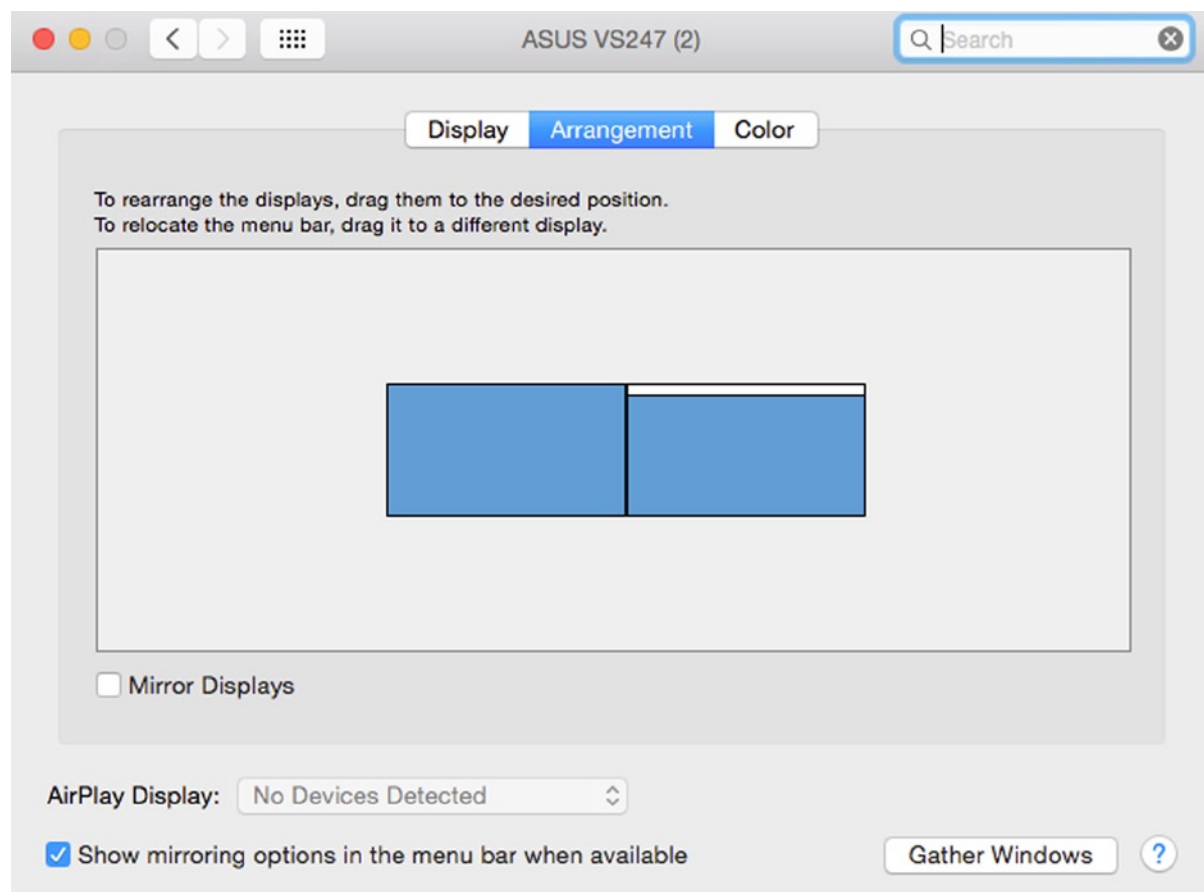 ASUS VS247 (2)
Search
Display Arrangement Color
To rearrange the displays, drag them to the desired position.
To relocate the menu bar, drag it to a different display.
Mirror Displays
AirPlay Display: No Devices Detected
Show mirroring options in the menu bar when available
Gather Windows ?